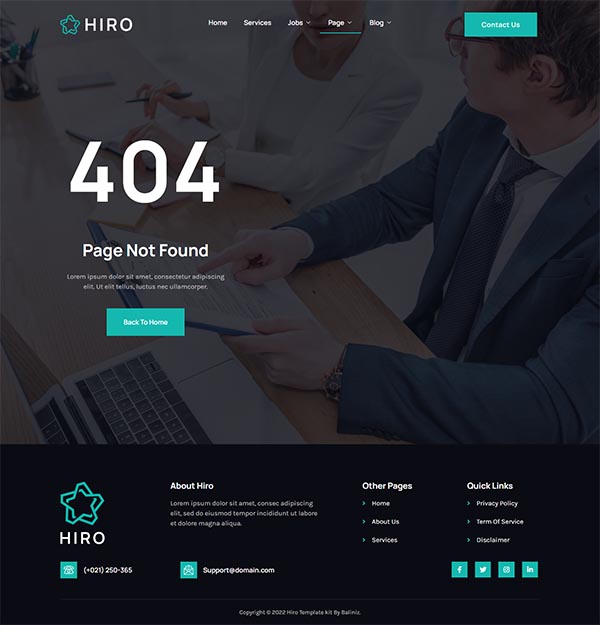 HIRO
Home Services Jobs Page Blog
Contact Us
404
Page Not Found
Lorem ipsum dolor sit amet, consectetur adipiscing
elit. Ut elit tellus, luctus nec ullamcorper.
Back To Home
HIRO
About Hiro
Lorem ipsum dolor sit amet, consec adipiscing
elit, sed do eiusmod tempor incididunt ut labore
et dolore magna aliqua.
Other Pages
Home
About Us
Services
Quick Links
Privacy Policy
Term Of Service
Disclaimer
(+021) 250-365
Support@domain.com
Copyright © 2022 Hiro Template kit By Baliniz.